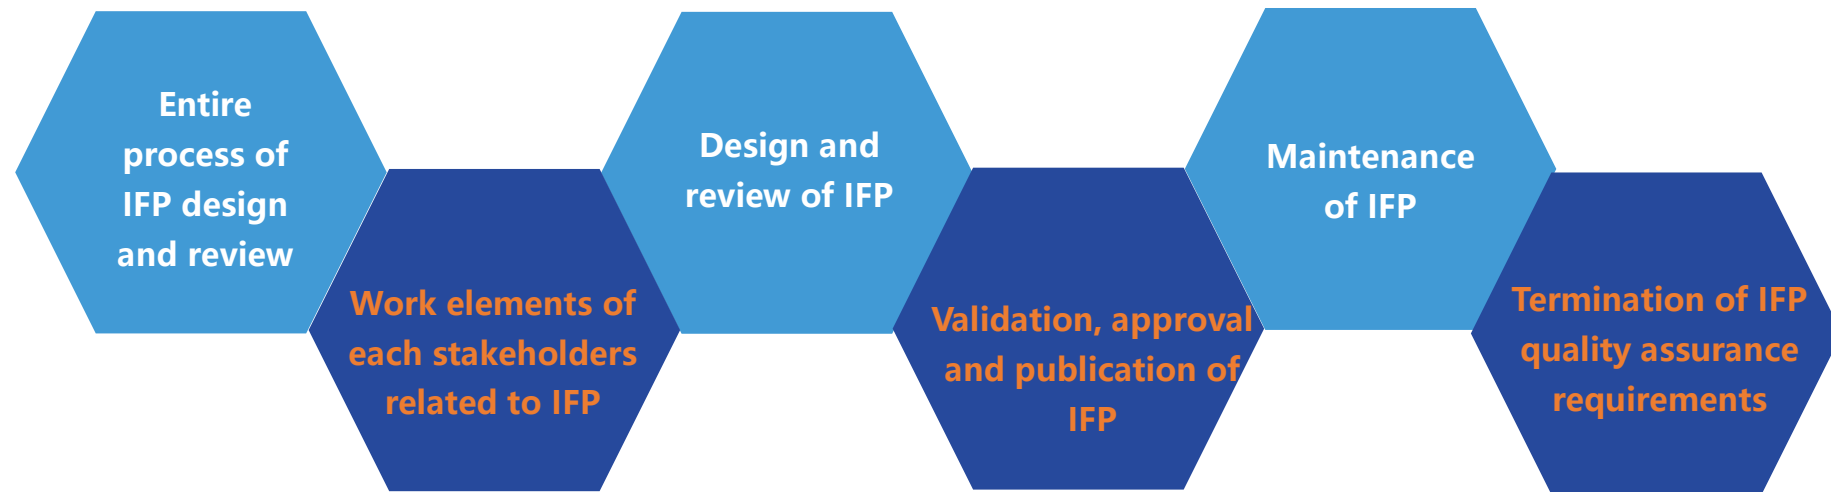 Entire
process of
IFP design
and review
Work elements of
each stakeholders
related to IFP
Design and
review of IFP
Validation, approval
and publication of
IFP
Maintenance
of IFP
Termination of IFP
quality assurance
requirements